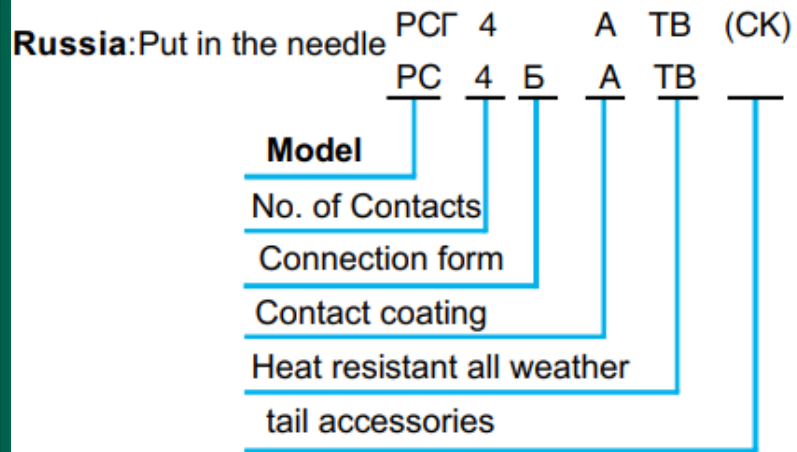 РСГ 4 А ТВ (СК)
Russia:Put in the needle
РС 4 Б А ТВ
Model
No. of Contacts
Connection form
Contact coating
Heat resistant all weather
tail accessories